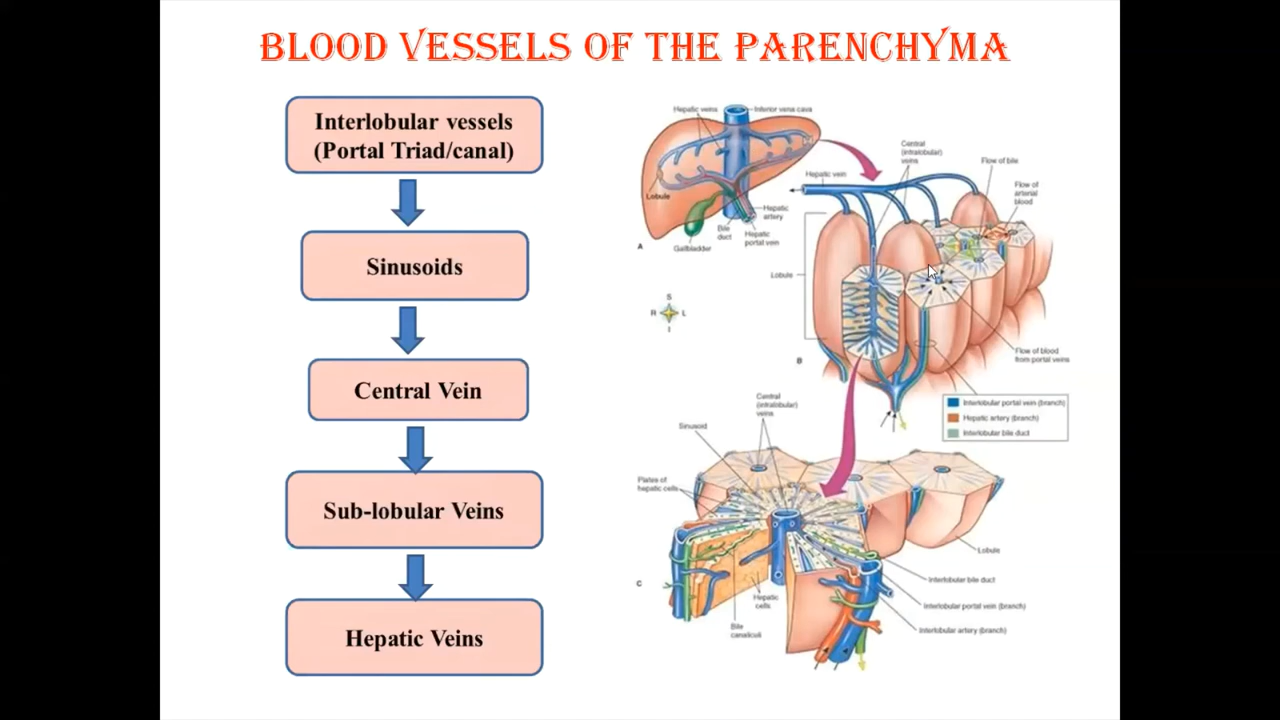 BLOOD VESSELS OF THE PARENCHYMA
Interlobular vessels
(Portal Triad/canal)
Sinusoids
Central Vein
Sub-lobular Veins
Hepatic Veins
Hepatic veins
Inferior vena cava
Lobule
Hepatic
artery
Bile
duct
Hepatic
portal vein
Gallbladder
A
S
R
L
I
Central
(intralobular)
veins
Flow of bile
Flow of
arterial
blood
Hepatic vein
Lobule
B
Flow of blood
from portal veins
Interlobular portal vein (branch)
Hepatic artery (branch)
Interlobular bile duct
Central
(intralobular)
veins
Sinusoid
Plates of
hepatic cells
Lobule
C
Interlobular bile duct
Hepatic
cells
Interlobular portal vein (branch)
Bile
canaliculi
Interlobular artery (branch)